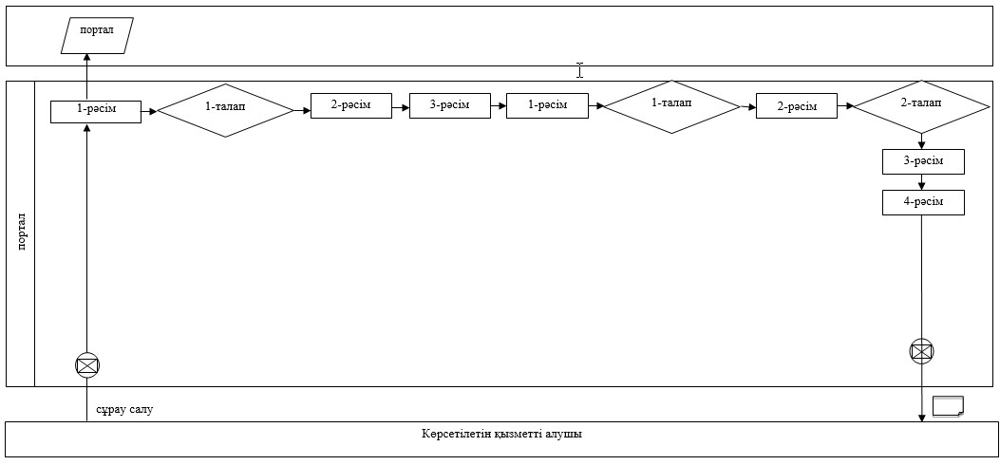 портал
1-рәсім
1-талап
2-рәсім
3-рәсім
1-рәсім
1-талап
2-рәсім
2-талап
3-рәсім
4-рәсім
портал
сұрау салу
Көрсетілетін қызметті алушы